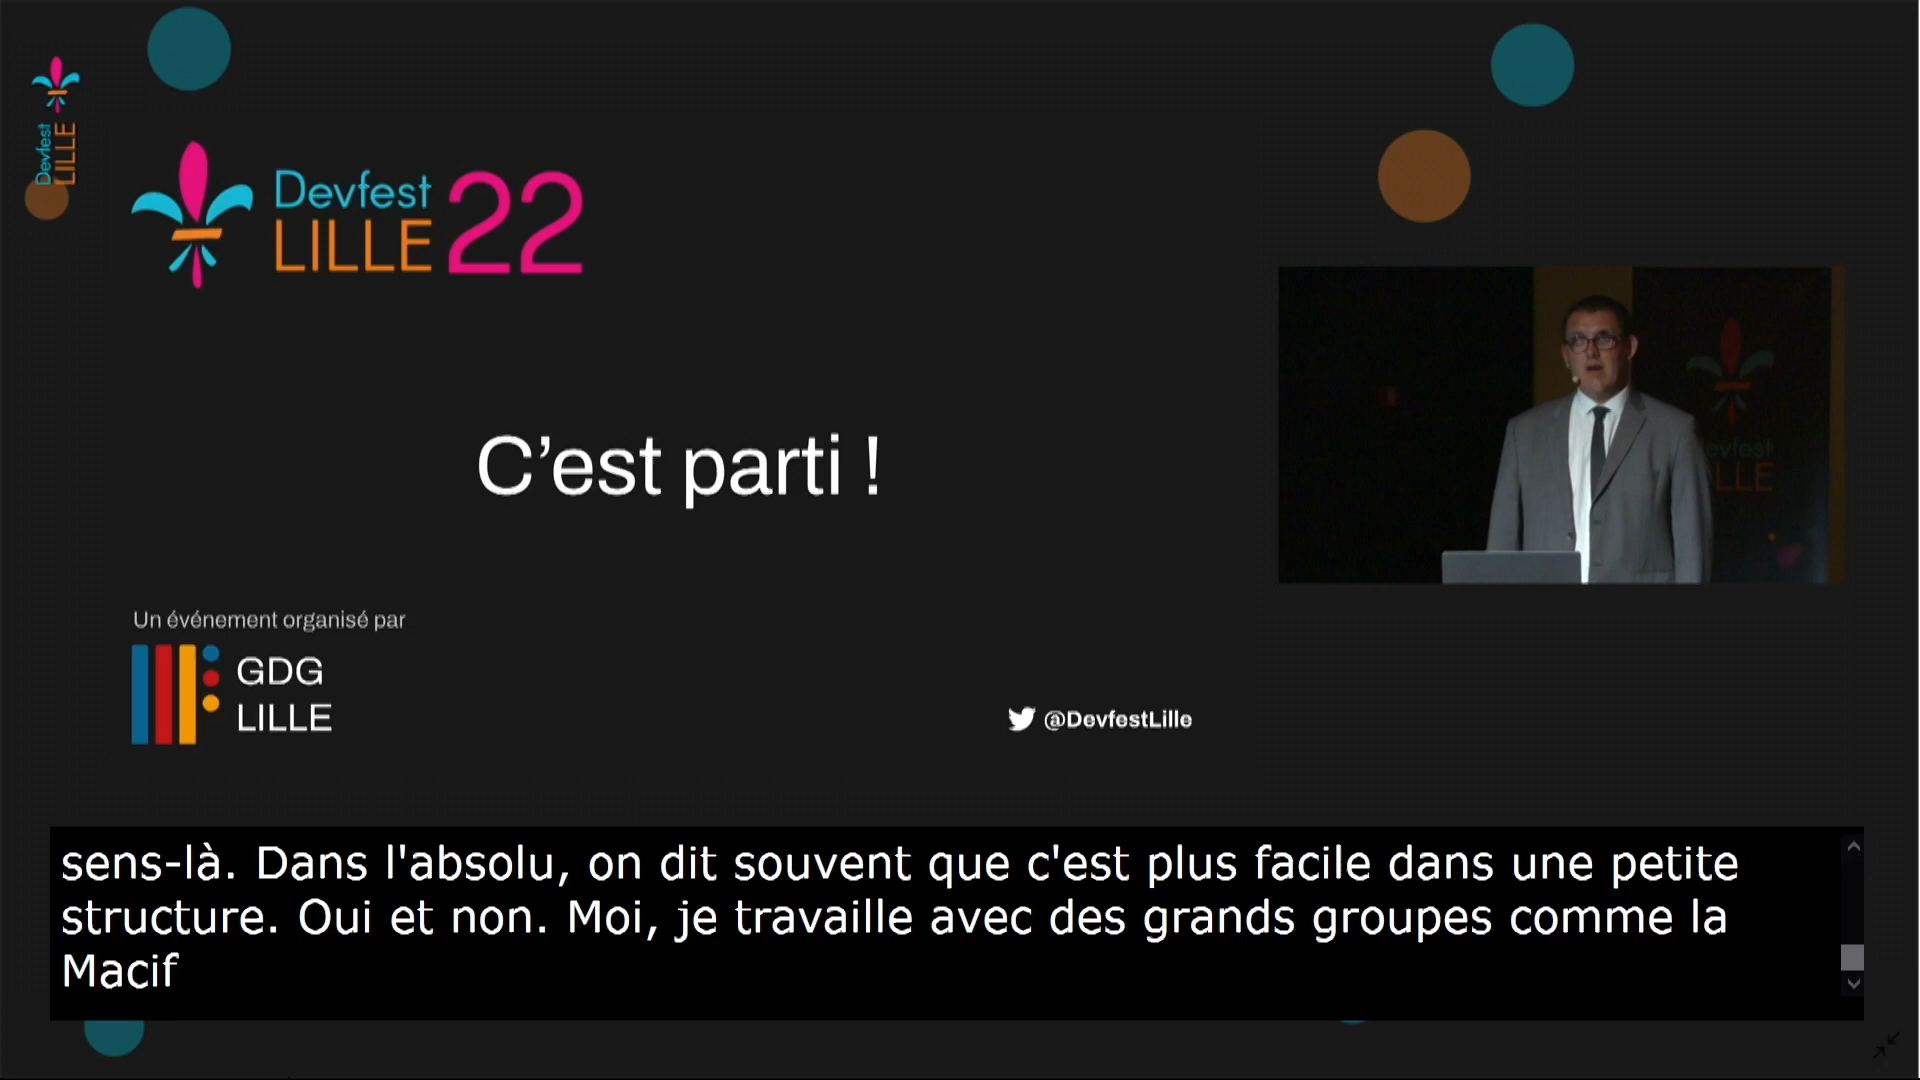 Devfest
LILLE
Devfest
LILLE
22
C’est parti !
Un événement organisé par
GDG
LILLE
@DevfestLille
evfest
LLE
sens-là. Dans l'absolu, on dit souvent que c'est plus facile dans une petite
structure. Oui et non. Moi, je travaille avec des grands groupes comme la
Macif